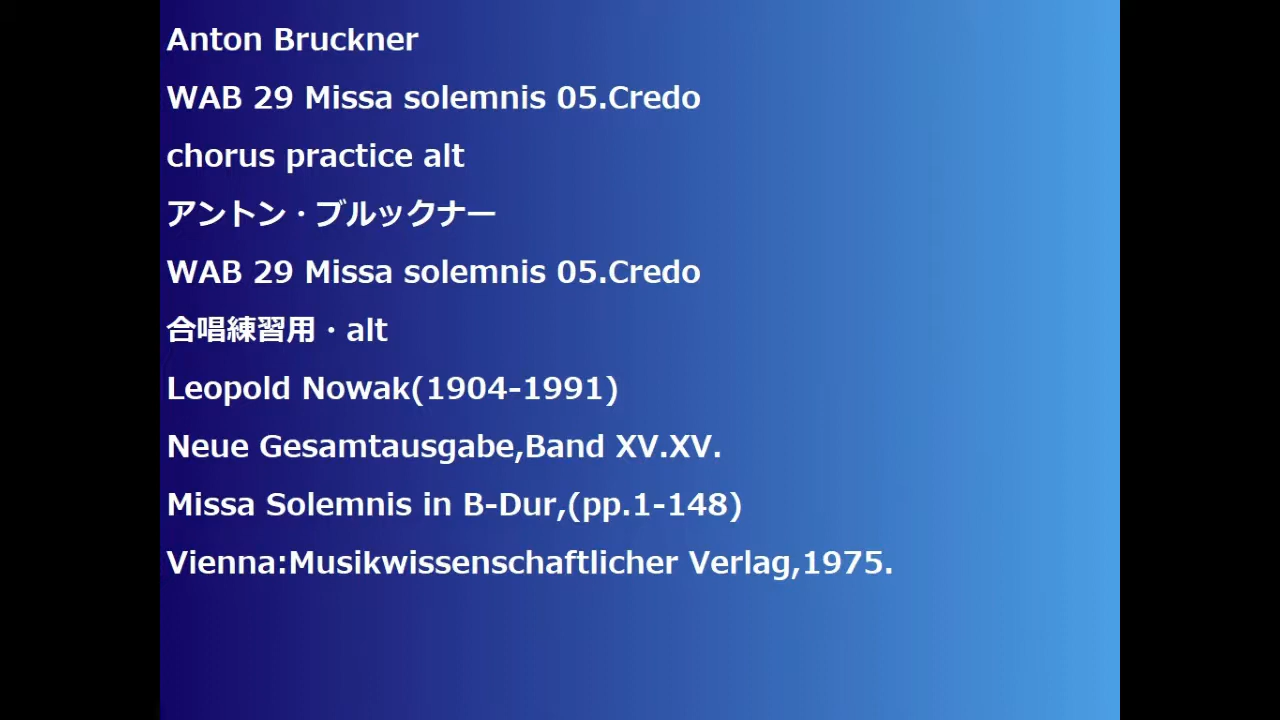 Anton Bruckner
WAB 29 Missa solemnis 05.Credo
chorus practice alt
アントン・ブルックナー
WAB 29 Missa solemnis 05.Credo
合唱練習用・alt
Leopold Nowak(1904-1991)
Neue Gesamtausgabe,Band XV.XV.
Missa Solemnis in B-Dur,(pp.1-148)
Vienna:Musikwissenschaftlicher Verlag,1975.